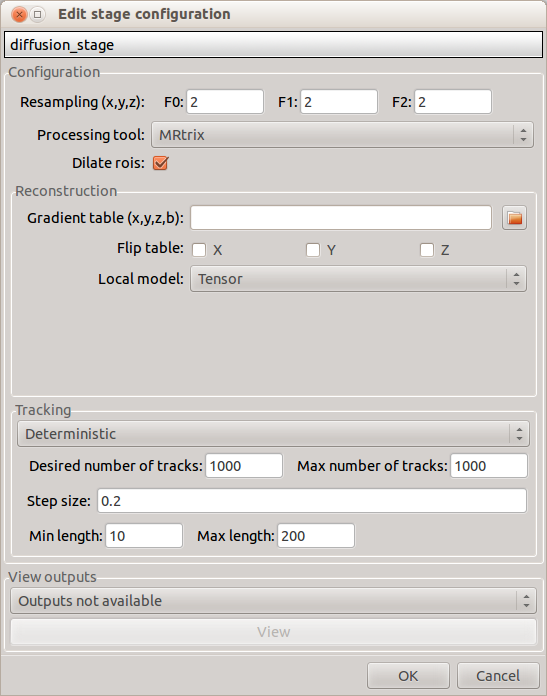 Edit stage configuration
diffusion_stage
Configuration
Resampling (x,y,z): F0: 2 F1: 2 F2: 2
Processing tool: MRtrix
Dilate rois:
Reconstruction
Gradient table (x,y,z,b):
Flip table: X Y Z
Local model: Tensor
Tracking
Deterministic
Desired number of tracks: 1000 Max number of tracks: 1000
Step size: 0.2
Min length: 10 Max length: 200
View outputs
Outputs not available
View
OK Cancel